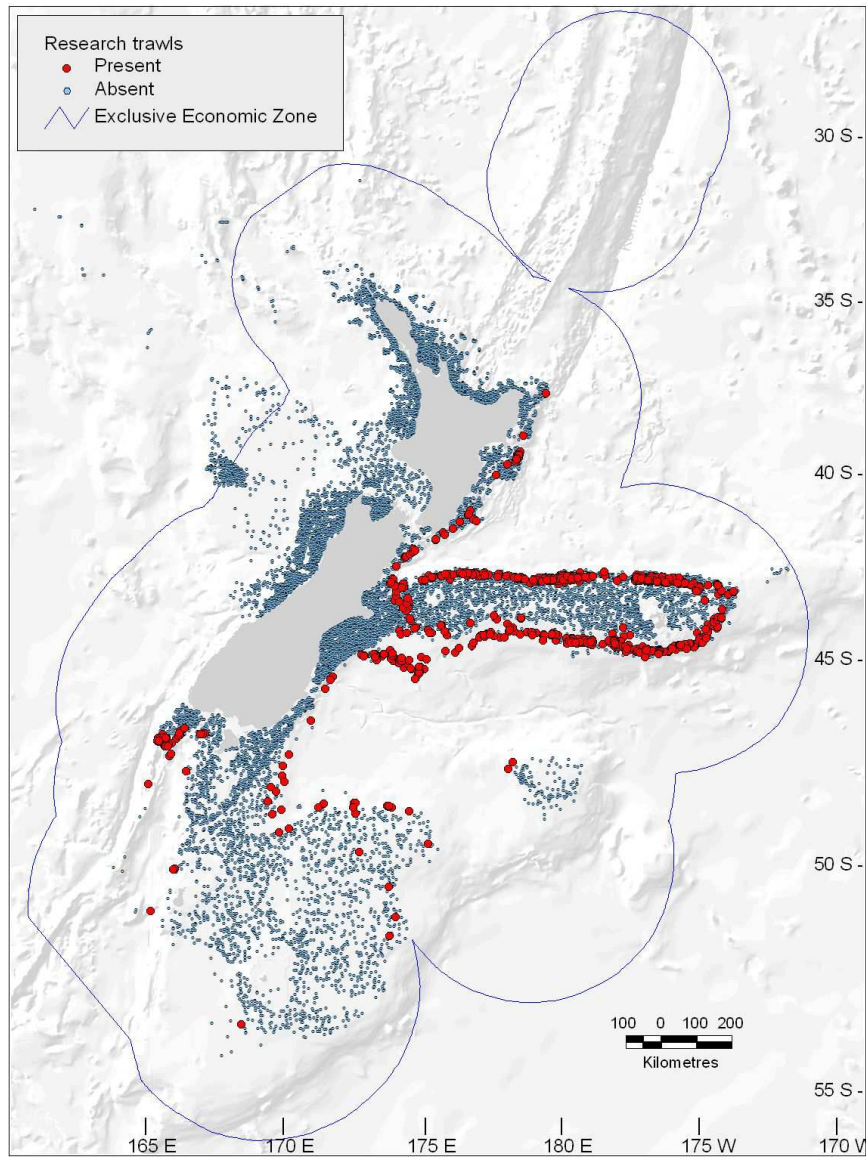 Research trawls
Present
Absent
Exclusive Economic Zone
30 S -
35 S -
40 S -
45 S -
50 S -
100 0 100 200
Kilometres
55 S -
165 E 170 E 175 E 180 E 175 W 170 W